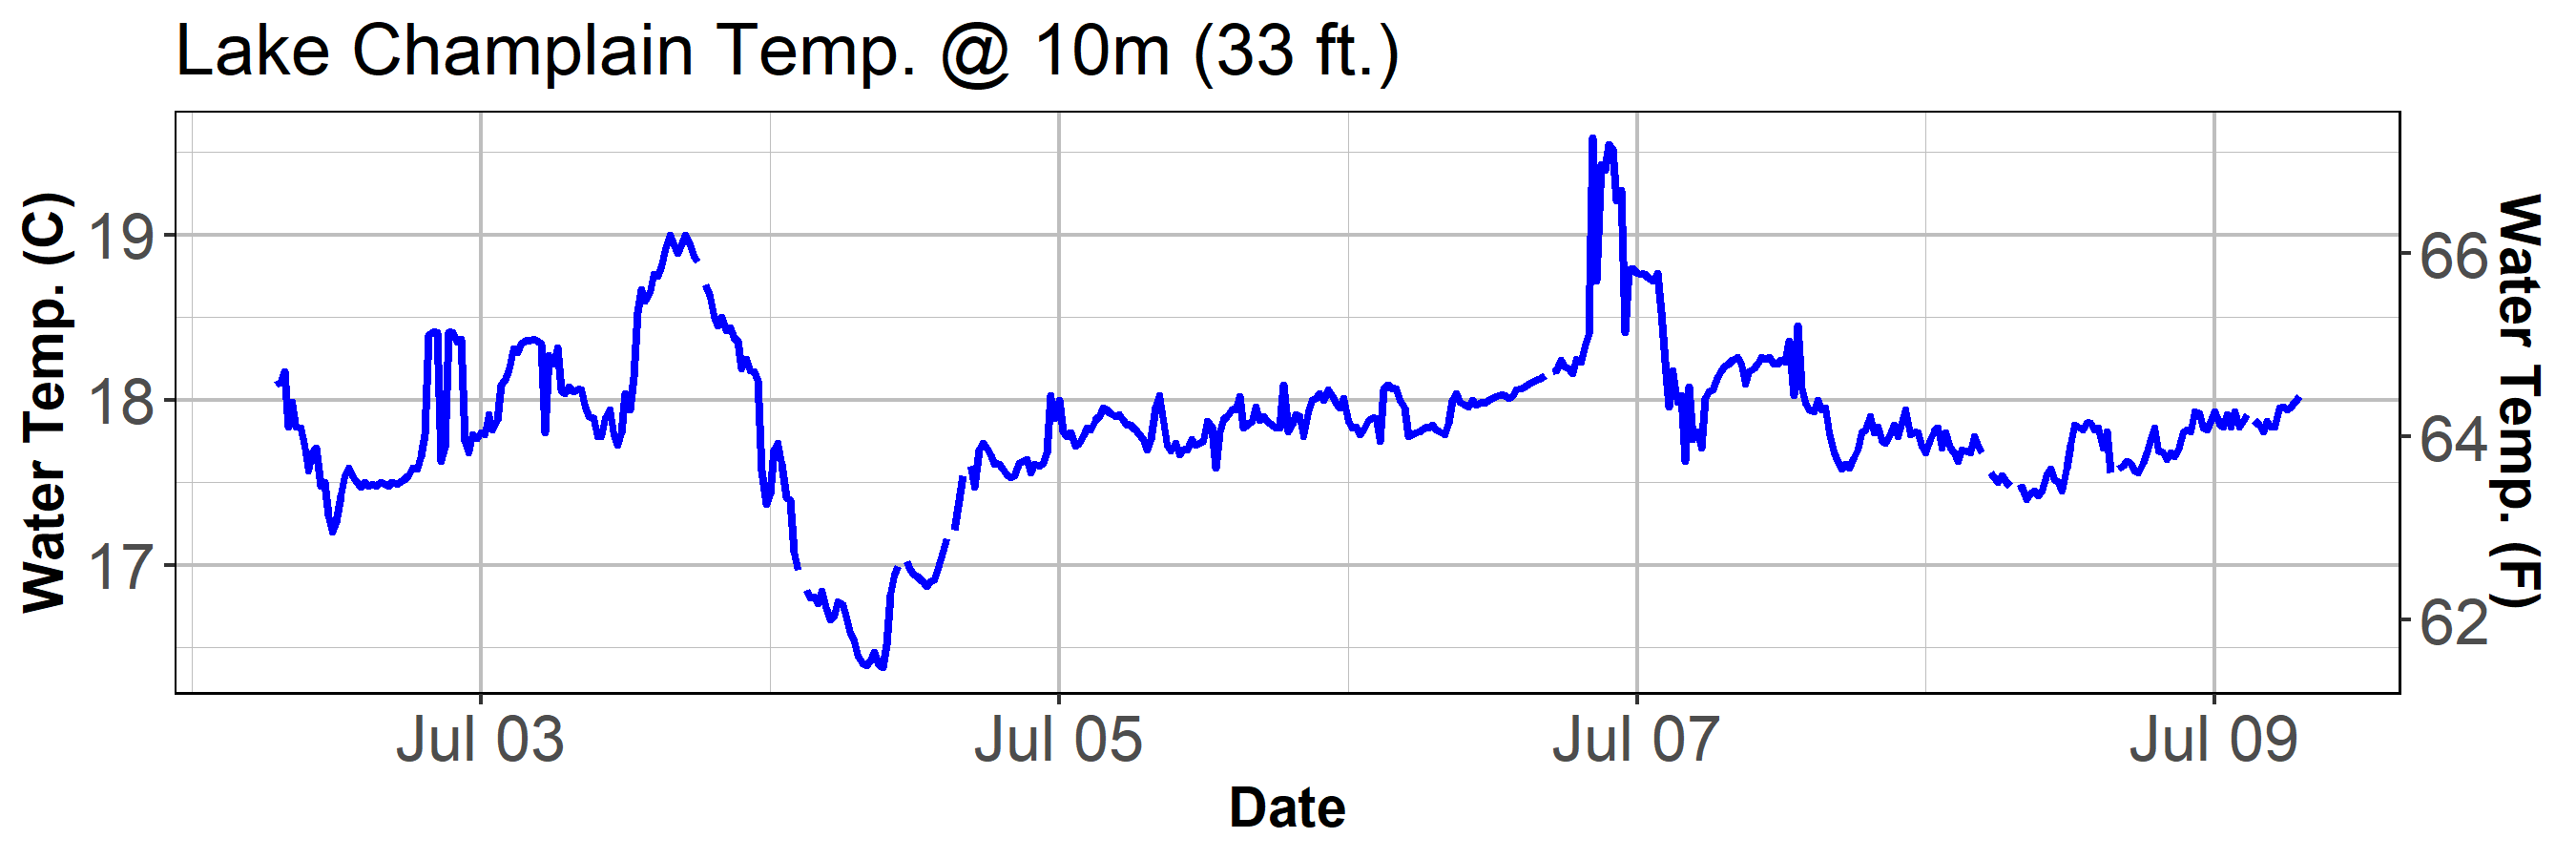 Lake Champlain Temp. @ 10m (33 ft.)
Water Temp. (C)
19
18
17
66
64
62
Water Temp. (F)
Jul 03
Jul 05
Jul 07
Jul 09
Date